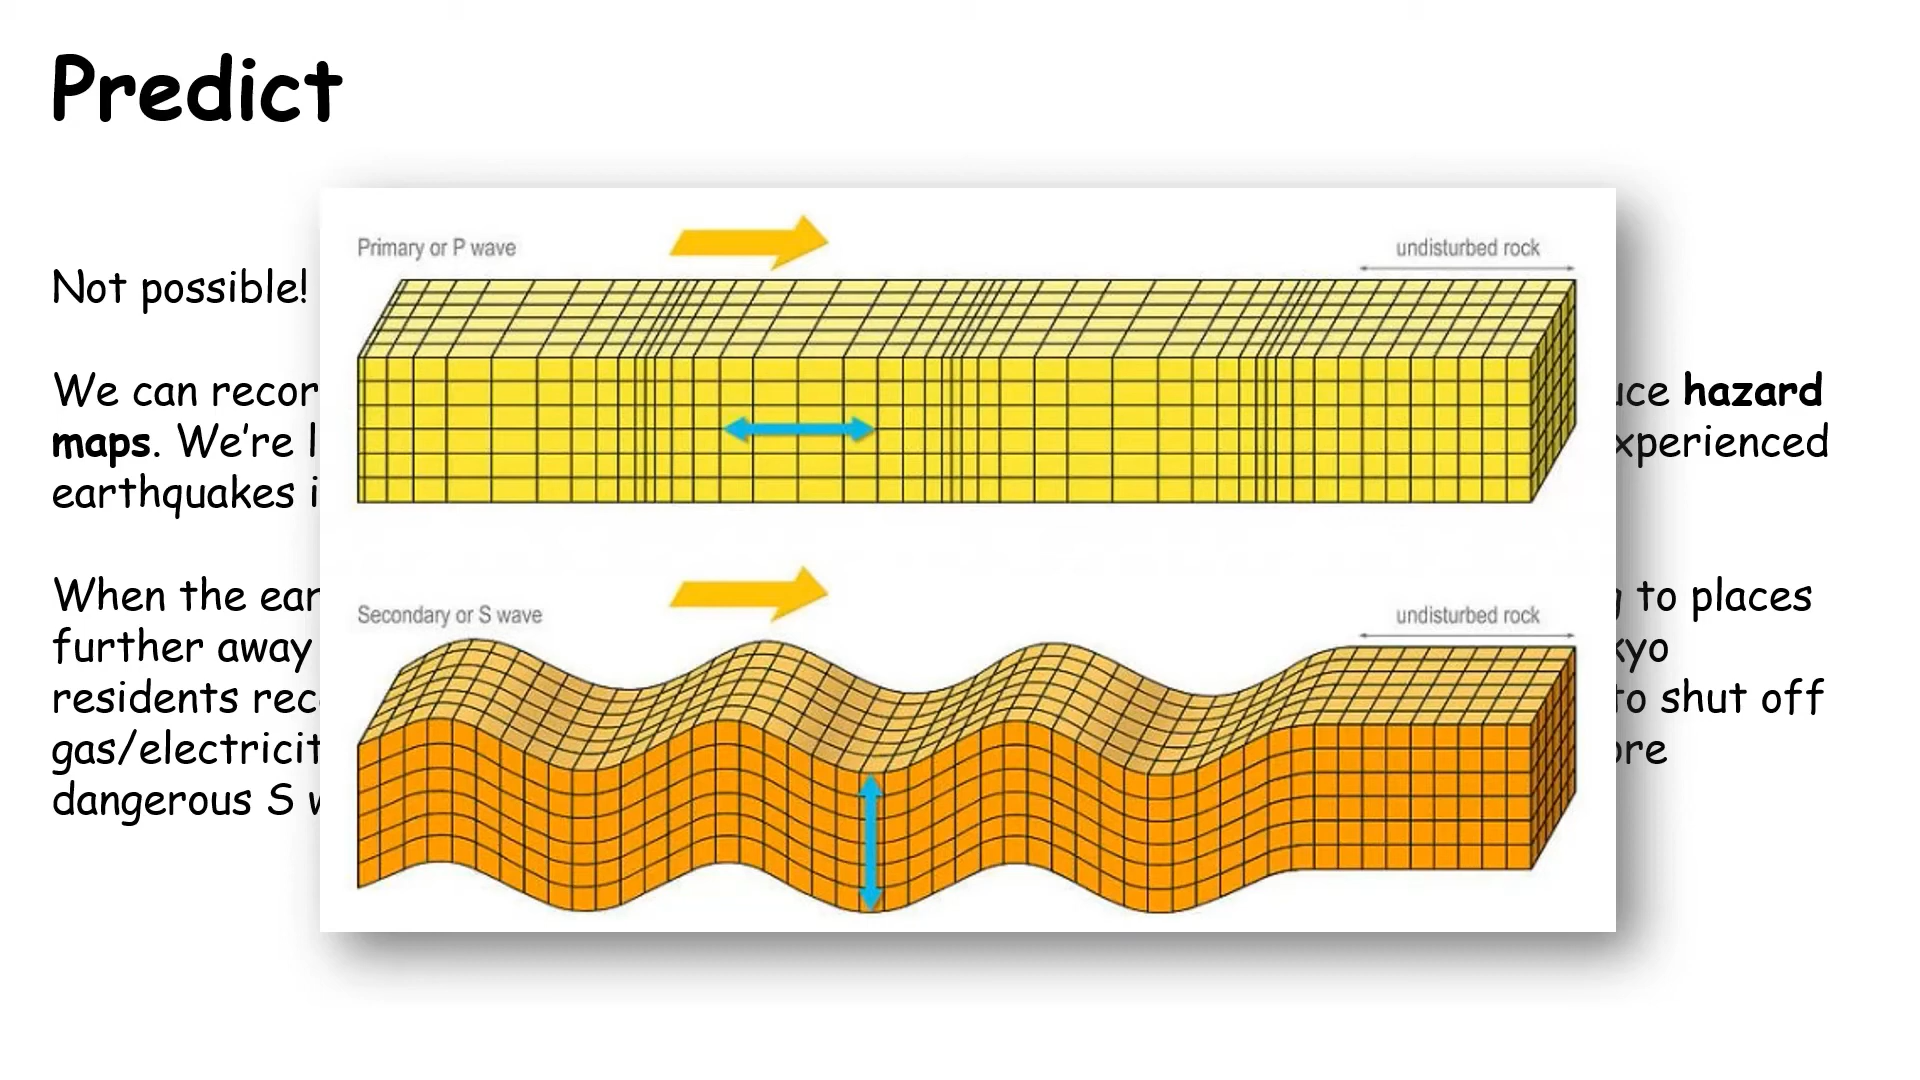 Predict
Primary or P wave
undisturbed rock
Not possible!
We can recor uce hazard
maps. We're l xperienced
earthquakes i
Secondary or S wave
undisturbed rock
When the ear to places
further away kyo
residents rec to shut off
gas/electricit ore
dangerous S